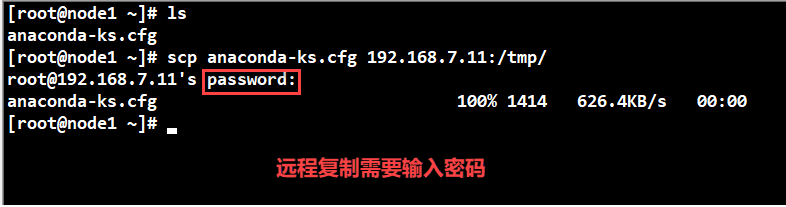 [root@node1 ~]# ls
anaconda-ks.cfg
[root@node1 ~]# scp anaconda-ks.cfg 192.168.7.11:/tmp/
root@192.168.7.11's password:
anaconda-ks.cfg 100% 1414 626.4KB/s 00:00
[root@node1 ~]#
远程复制需要输入密码